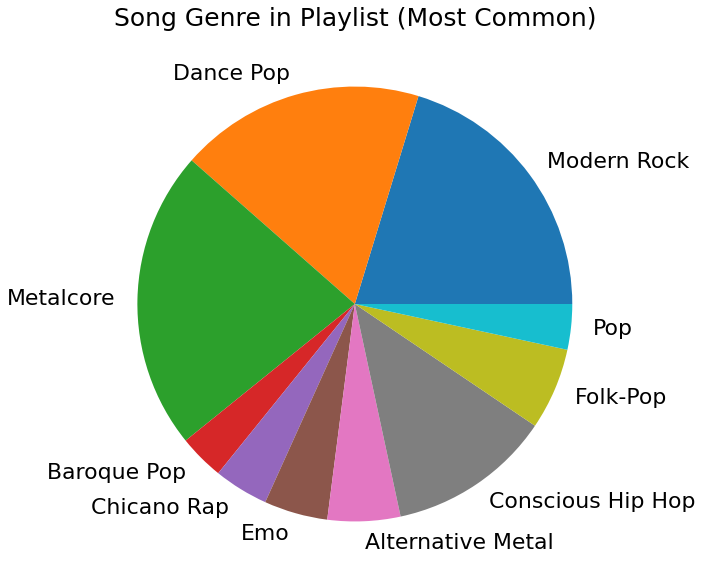 Song Genre in Playlist (Most Common)
Dance Pop
Modern Rock
Metalcore
Pop
Folk-Pop
Baroque Pop
Conscious Hip Hop
Chicano Rap
Emo
Alternative Metal